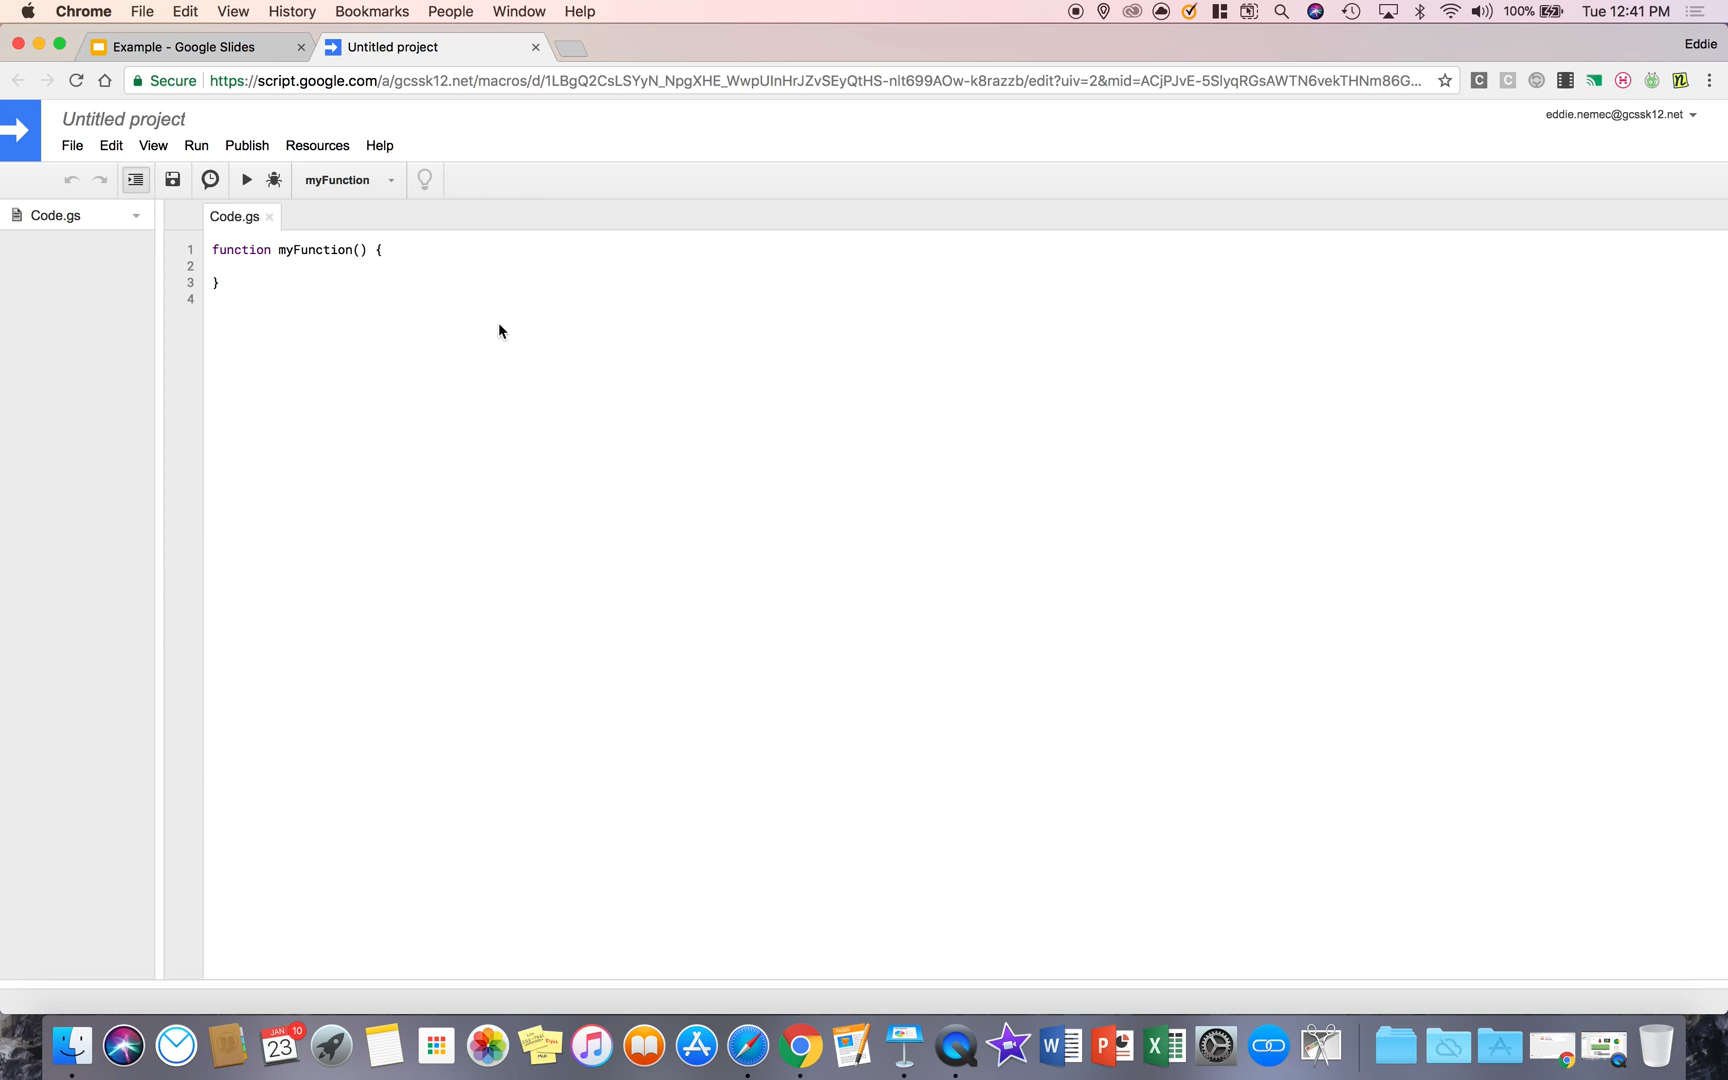 Chrome File Edit View History Bookmarks People Window Help 100% Tue 12:41 PM
Example - Google Slides Untitled project Eddie
Secure https://script.google.com/a/gcssk12.net/macros/d/1LBgQ2CsLSYyN_NpgXHE_WwpUInHrJZvSEyQtHS-nlt699AOw-k8razzb/edit?uiv=2&mid=ACjPJvE-5SlyqRGsAWTN6vekTHNm86G...
Untitled project eddie.nemec@gcssk12.net
File Edit View Run Publish Resources Help
myFunction
Code.gs Code.gs
1 function myFunction() {
2
3 }
4
JAN 10
23